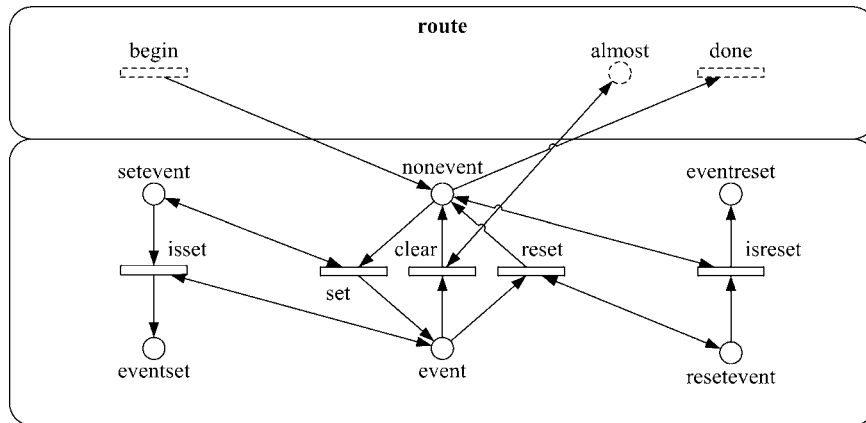 route
begin
almost
done
setevent
nonevent
eventreset
isset
clear
reset
isreset
set
eventset
event
resetevent